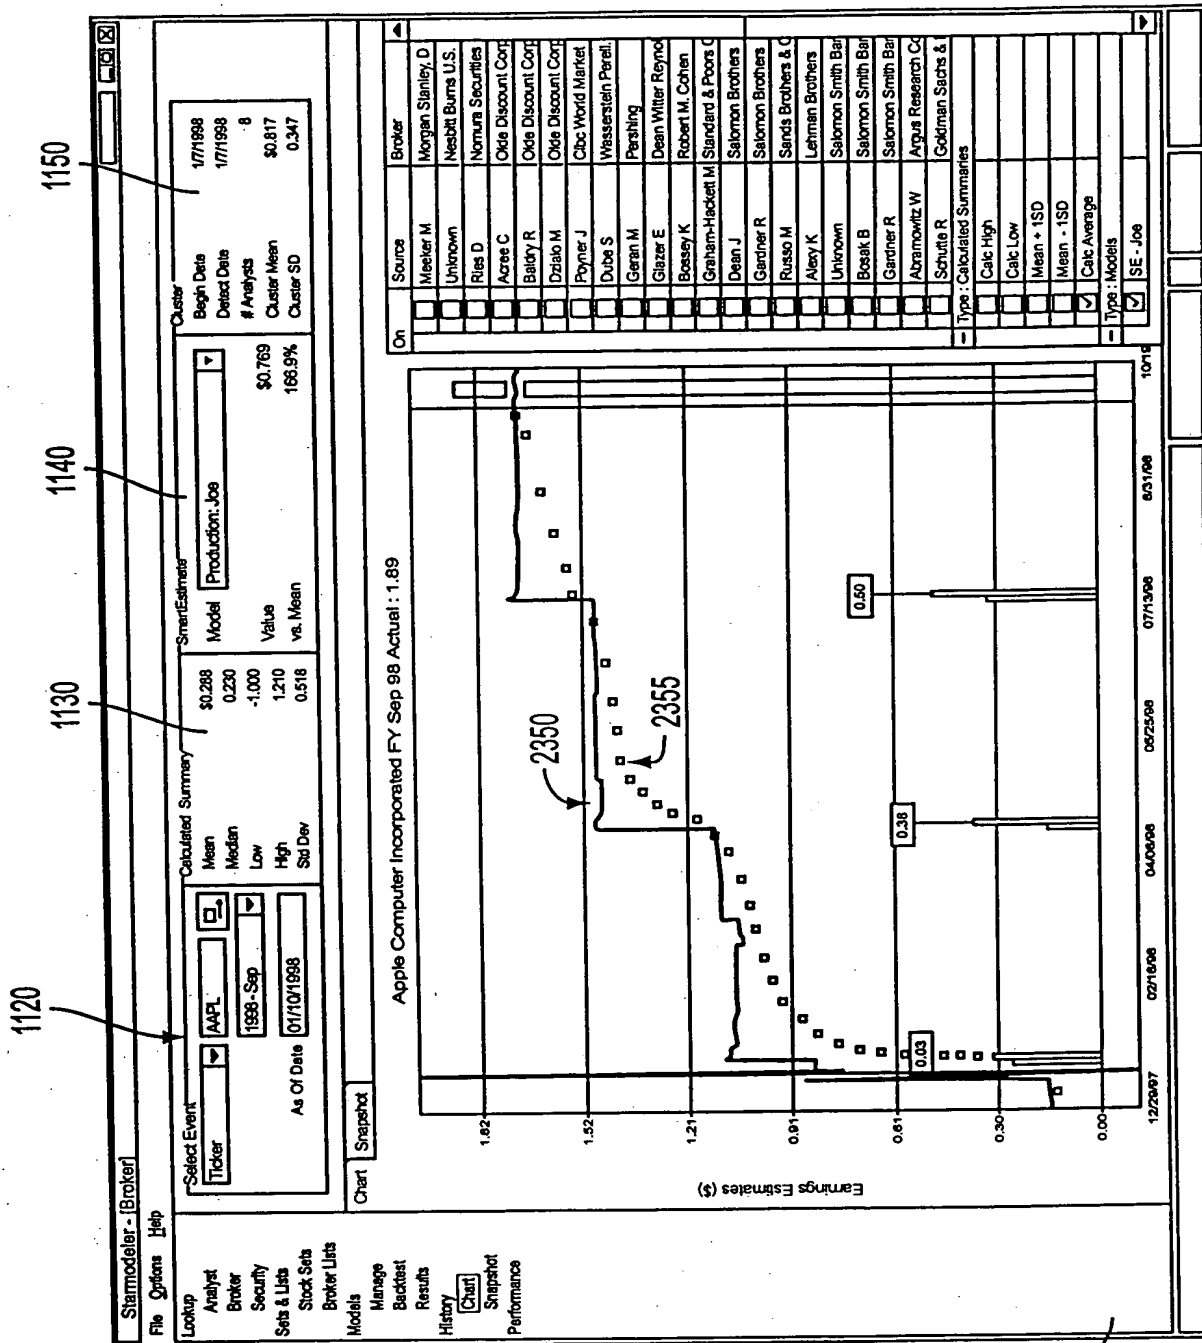 1120
1130
1140
1150
Starmodeler - [Broker]
File Options Help
Lookup
Analyst
Broker
Security
Sets & Lists
Stock Sets
Broker Lists
Models
Manage
Backtest
Results
History
Chart
Snapshot
Performance
Select Event
Ticker
AAPL
1998 - Sep
As Of Date 01/10/1998
Calculated Summary
Mean $0.288
Median 0.230
Low -1.000
High 1.210
Std Dev 0.518
SmartEstimate
Model Production: Joe
Value $0.769
vs. Mean 166.9%
Cluster
Begin Date 1/7/1998
Detect Date 1/7/1998
# Analysts 8
Cluster Mean $0.817
Cluster SD 0.347
Chart Snapshot
Apple Computer Incorporated FY Sep 98 Actual : 1.89
Earnings Estimates ($)
1.82
1.52
1.21
0.91
0.61
0.30
0.00
2350
2355
0.03
0.38
0.50
12/29/97 02/16/98 04/06/98 05/25/98 07/13/98 8/31/98 10/19
On Source Broker
Meeker M Morgan Stanley, D
Unknown Nesbitt Burns U.S.
Ries D Nomura Securities
Acree C Olde Discount Corp
Baldry R Olde Discount Corp
Dzialo M Olde Discount Corp
Poyner J Cibc World Market
Dube S Wasserstein Perell
Geran M Pershing
Glazer E Dean Witter Reynol
Bossey K Robert M. Cohen
Graham-Hackett M Standard & Poors C
Dean J Salomon Brothers
Gardner R Salomon Brothers
Russo M Sands Brothers & C
Alexy K Lehman Brothers
Unknown Salomon Smith Bar
Bosak B Salomon Smith Bar
Gardner R Salomon Smith Bar
Abramowitz W Argus Research Co
Schutte R Goldman Sachs &
- Type : Calculated Summaries
Calc High
Calc Low
Mean + 1SD
Mean - 1SD
Calc Average
- Type : Models
SE - Joe